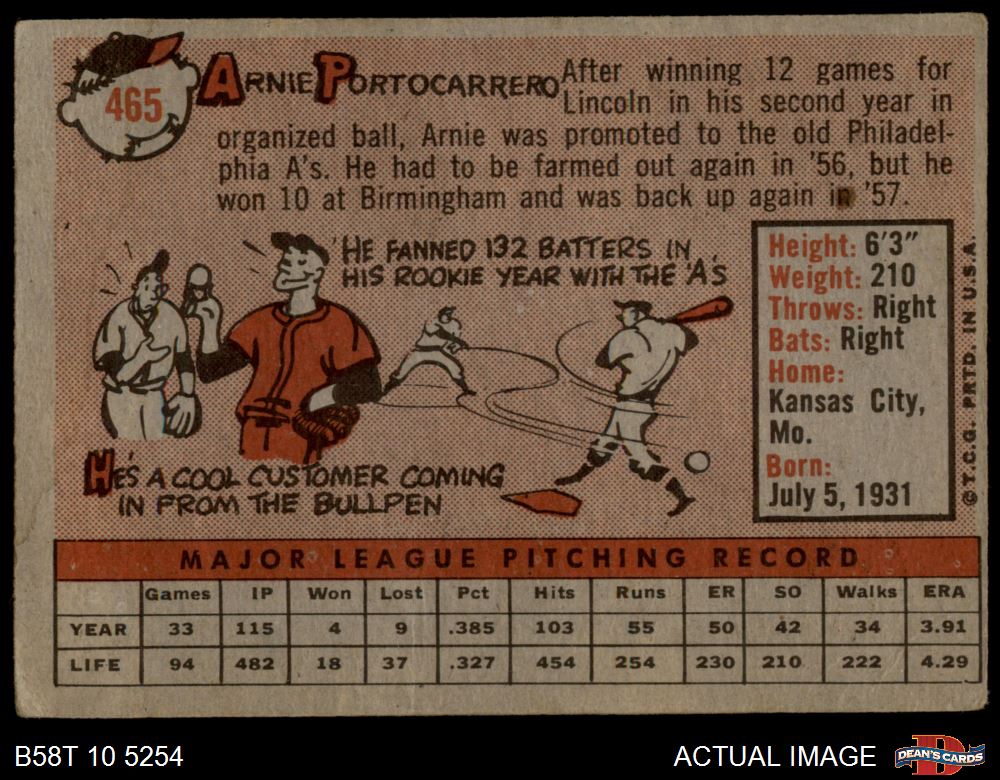 465
ARNIE PORTOCARRERO After winning 12 games for
Lincoln in his second year in
organized ball, Arnie was promoted to the old Philadel-
phia A's. He had to be farmed out again in '56, but he
won 10 at Birmingham and was back up again in '57.
HE FANNED 132 BATTERS IN
HIS ROOKIE YEAR WITH THE 'A'S
HE'S A COOL CUSTOMER COMING
IN FROM THE BULLPEN
Height: 6'3"
Weight: 210
Throws: Right
Bats: Right
Home:
Kansas City,
Mo.
Born:
July 5, 1931
© T.C.G. PRTD. IN U.S.A.
MAJOR LEAGUE PITCHING RECORD
Games IP Won Lost Pct Hits Runs ER SO Walks ERA
YEAR 33 115 4 9 .385 103 55 50 42 34 3.91
LIFE 94 482 18 37 .327 454 254 230 210 222 4.29
B58T 10 5254
ACTUAL IMAGE
D
DEAN'S CARDS